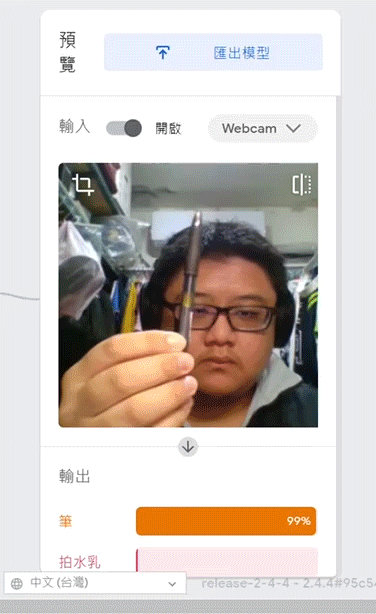 預
覽
匯出模型
輸入
開啟
Webcam
輸出
筆
99%
拍水乳
中文 (台灣)
release-2-4-4 - 2.4.4#95c54